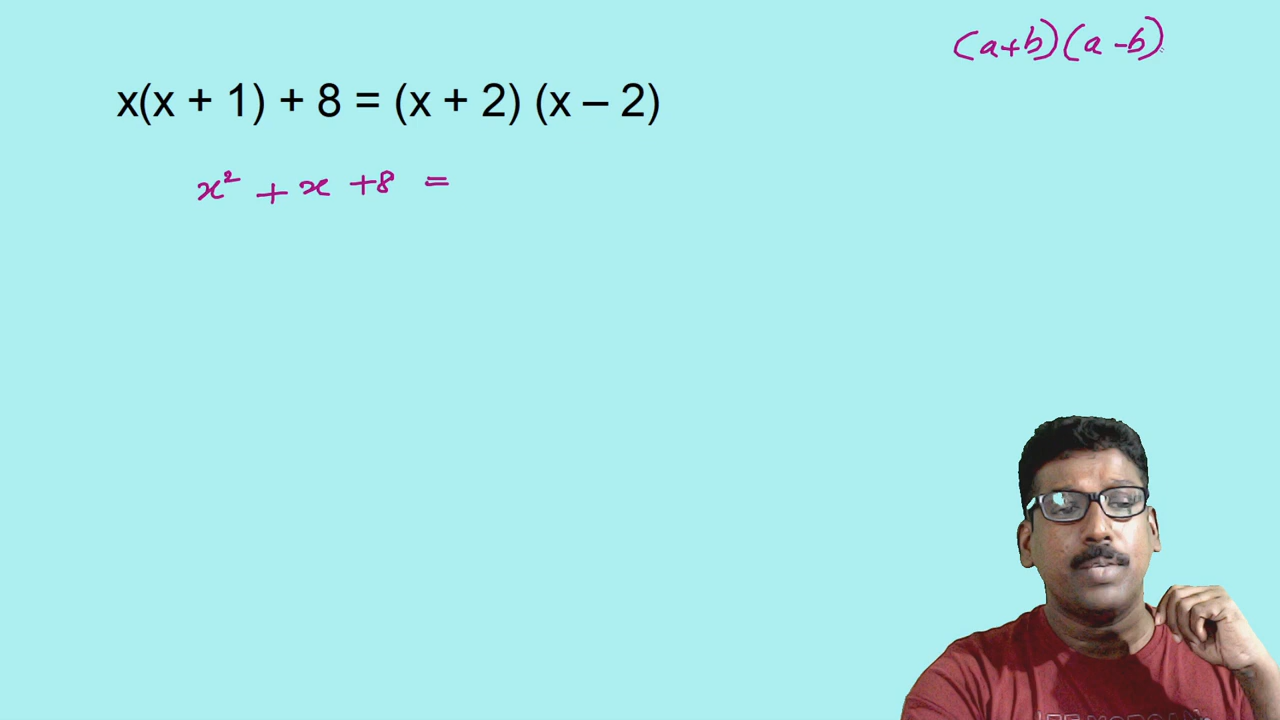 (a+b)(a-b)
x(x + 1) + 8 = (x + 2) (x – 2)
x² + x +8 =